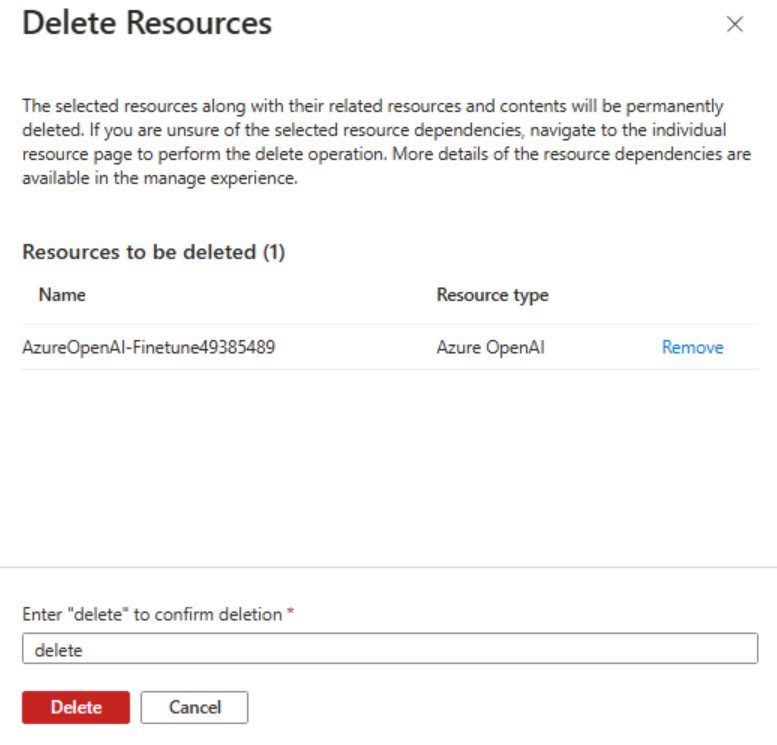 Delete Resources
The selected resources along with their related resources and contents will be permanently
deleted. If you are unsure of the selected resource dependencies, navigate to the individual
resource page to perform the delete operation. More details of the resource dependencies are
available in the manage experience.
Resources to be deleted (1)
Name Resource type
AzureOpenAI-Finetune49385489 Azure OpenAI Remove
Enter "delete" to confirm deletion *
delete
Delete Cancel